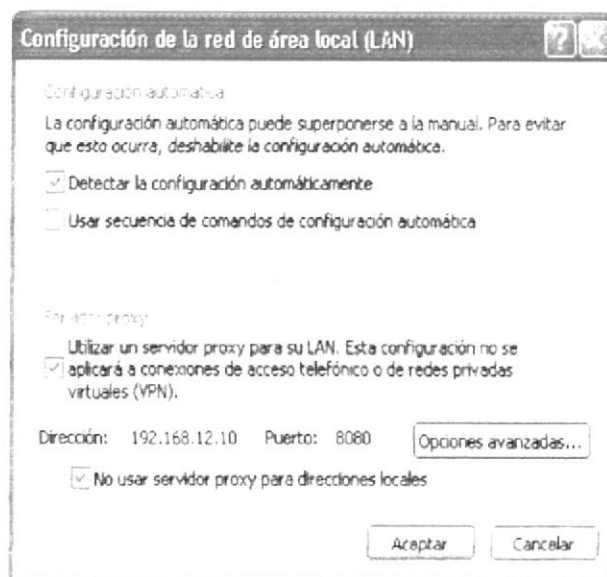 Configuración de la red de área local (LAN)
Configuración automática
La configuración automática puede superponerse a la manual. Para evitar
que esto ocurra, deshabilite la configuración automática.
Detectar la configuración automáticamente
Usar secuencia de comandos de configuración automática
Servidor proxy
Utilizar un servidor proxy para su LAN. Esta configuración no se
aplicará a conexiones de acceso telefónico o de redes privadas
virtuales (VPN).
Dirección: 192.168.12.10 Puerto: 8080 Opciones avanzadas...
No usar servidor proxy para direcciones locales
Aceptar Cancelar